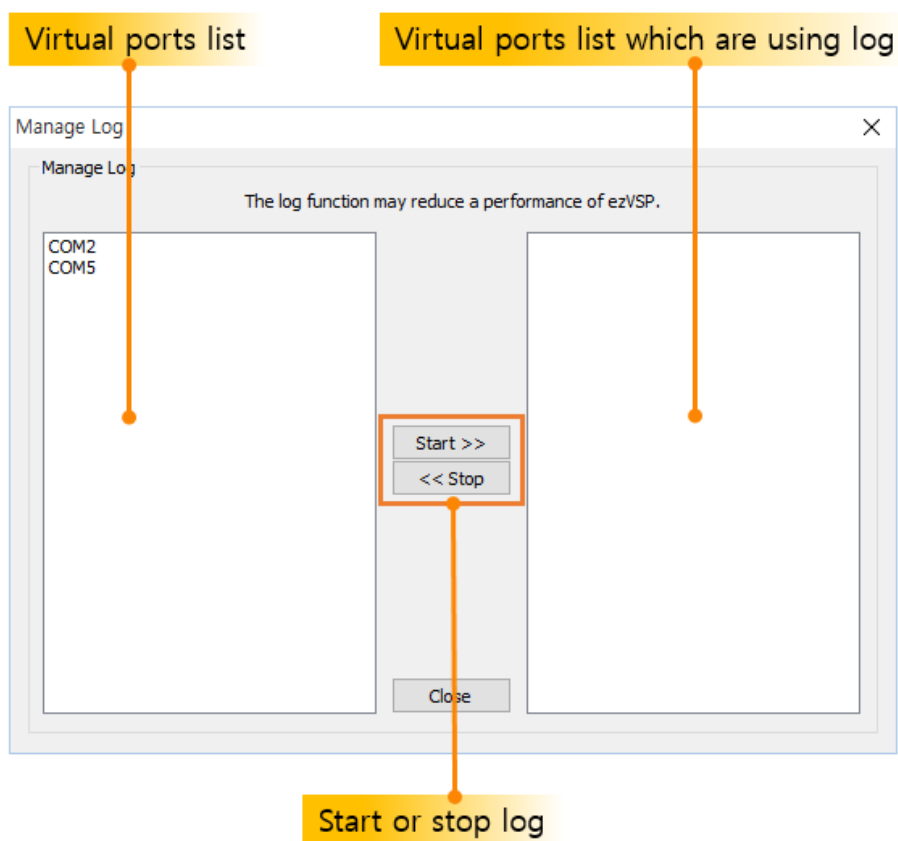 Virtual ports list
Virtual ports list which are using log
Manage Log
Manage Log
The log function may reduce a performance of ezVSP.
COM2
COM5
Start >>
<< Stop
Close
Start or stop log